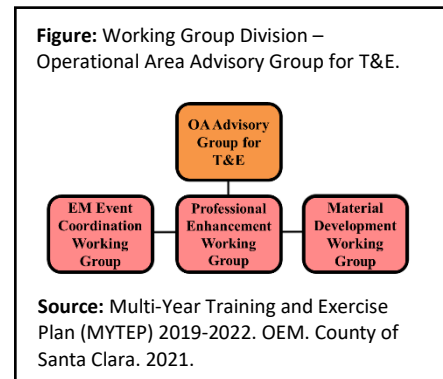 Figure: Working Group Division –
Operational Area Advisory Group for T&E.
OA Advisory
Group for
T&E
EM Event
Coordination
Working
Group
Professional
Enhancement
Working
Group
Material
Development
Working
Group
Source: Multi-Year Training and Exercise
Plan (MYTEP) 2019-2022. OEM. County of
Santa Clara. 2021.